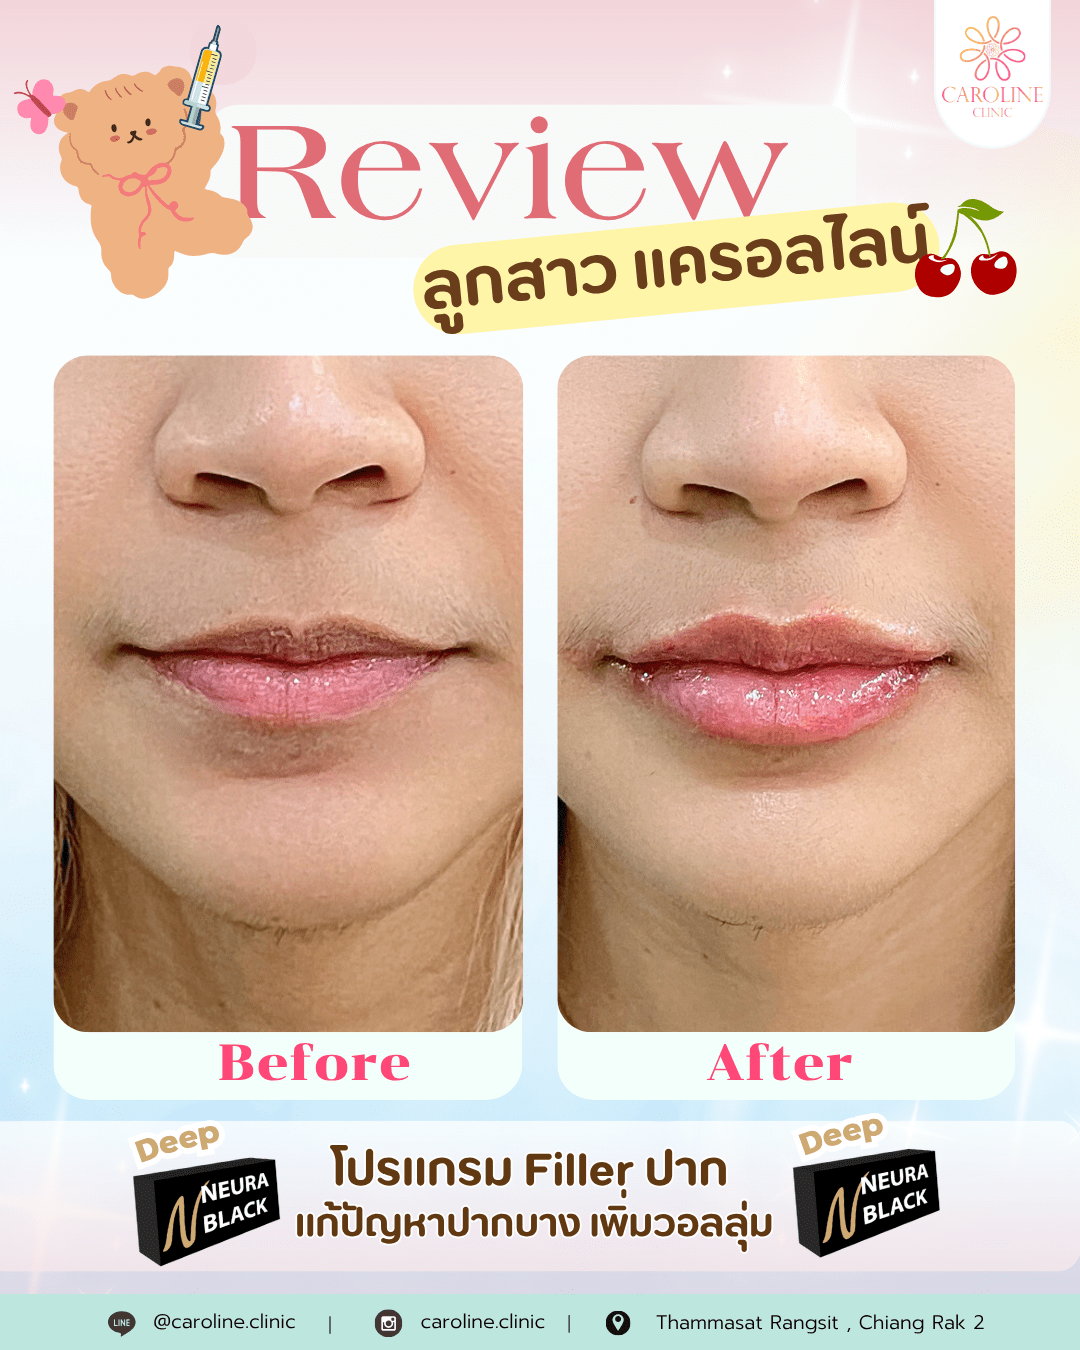 CAROLINE
CLINIC
Review
ลูกสาว แครอลไลน์
Before
After
Deep
NEURA
BLACK
โปรแกรม Filler ปาก
แก้ปัญหาปากบาง เพิ่มวอลลุ่ม
Deep
NEURA
BLACK
LINE @caroline.clinic | caroline.clinic | Thammasat Rangsit , Chiang Rak 2